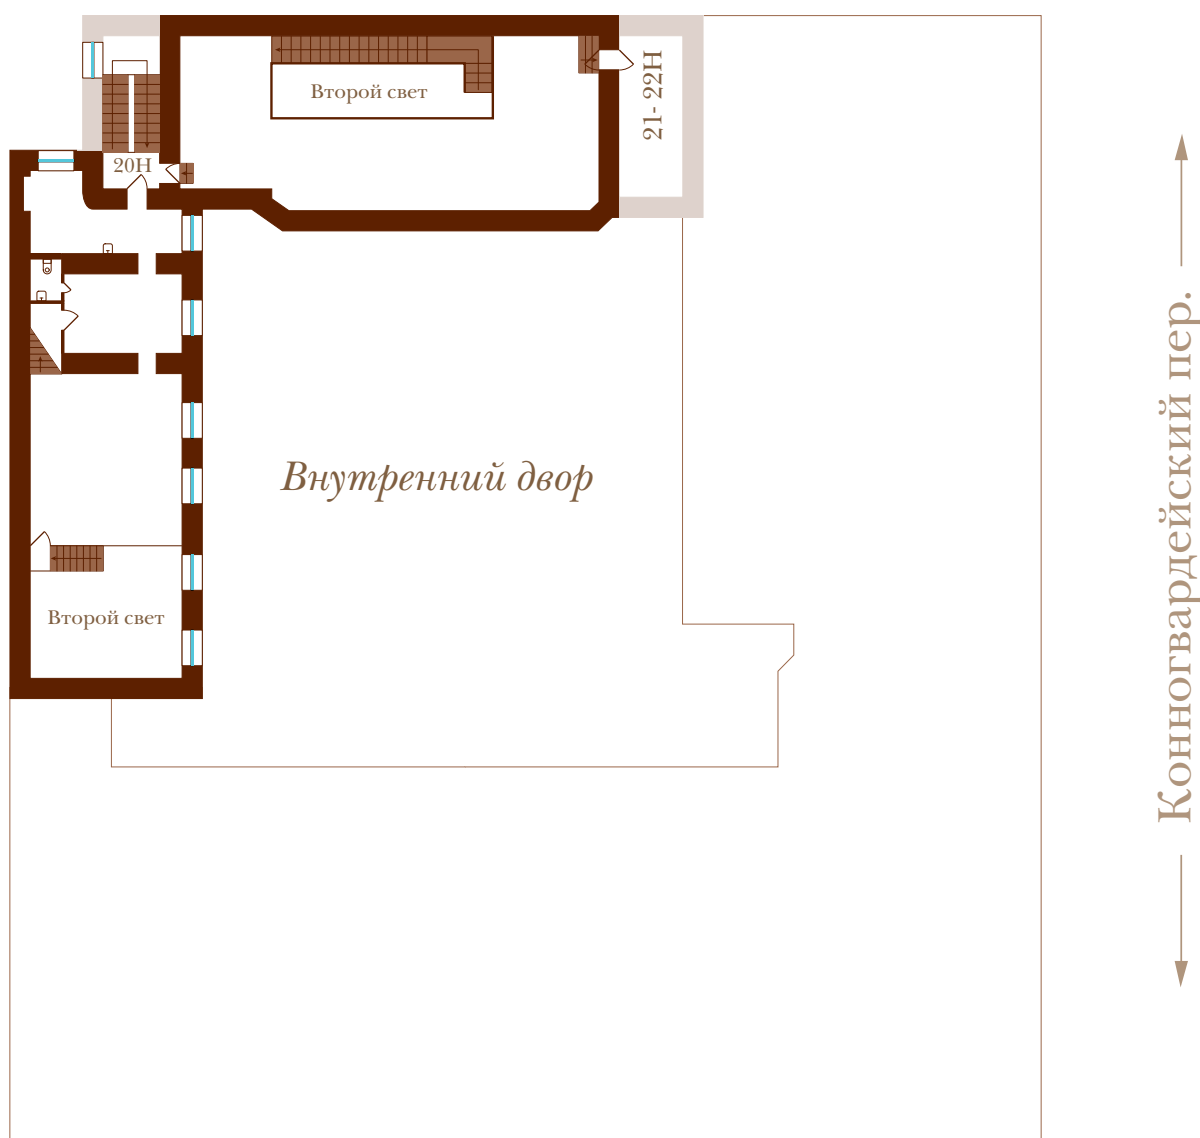 Второй свет
21- 22Н
20Н
Внутренний двор
Второй свет
Конногвардейский пер.